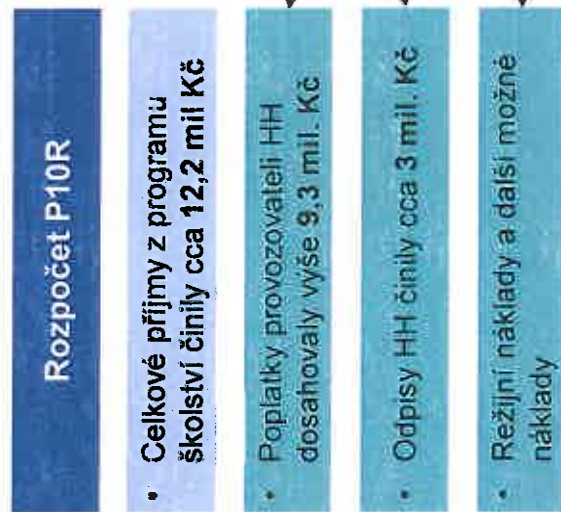 Rozpočet P10R
• Celkové příjmy z programu
školství činily cca 12,2 mil Kč
• Poplatky provozovateli HH
dosahovaly výše 9,3 mil. Kč
• Odpisy HH činily cca 3 mil. Kč
• Režijní náklady a další možné
náklady